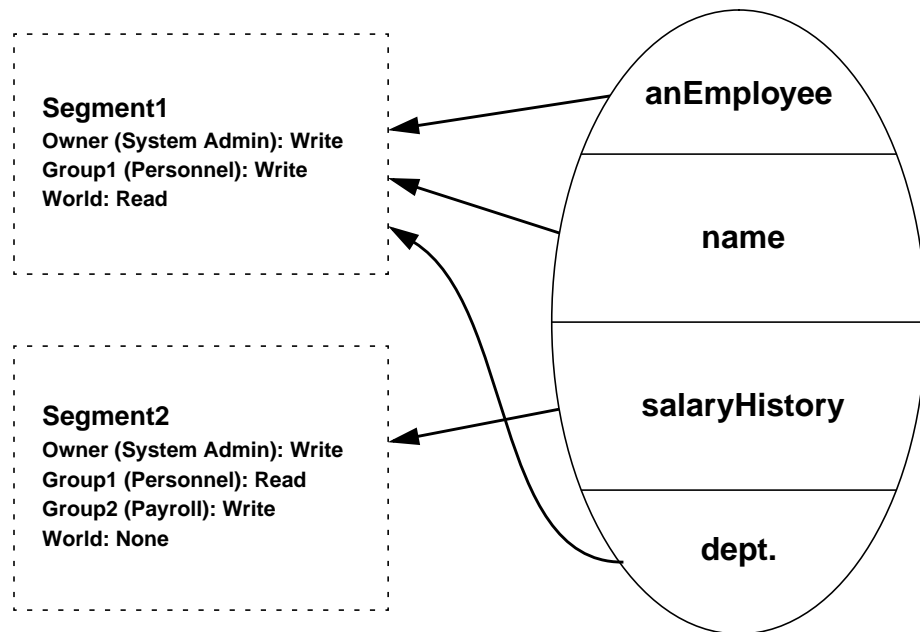 Segment1
Owner (System Admin): Write
Group1 (Personnel): Write
World: Read
Segment2
Owner (System Admin): Write
Group1 (Personnel): Read
Group2 (Payroll): Write
World: None
anEmployee
name
salaryHistory
dept.